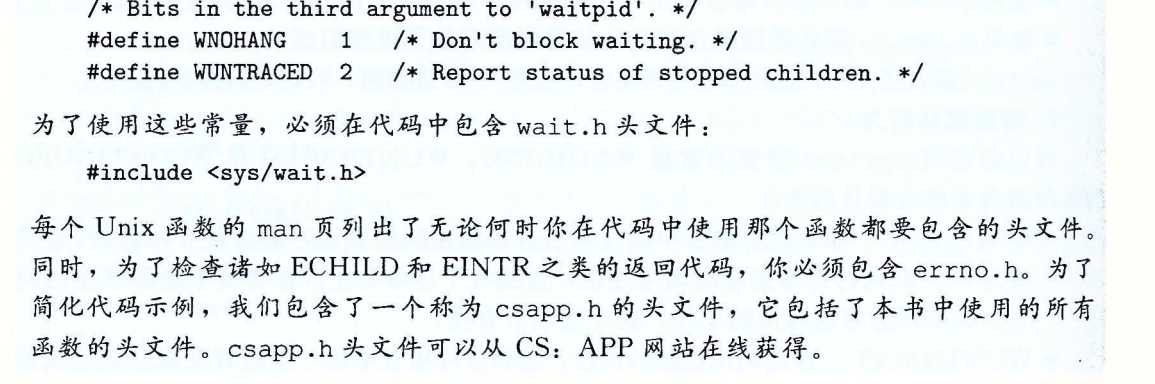 /* Bits in the third argument to 'waitpid'. */
#define WNOHANG    1   /* Don't block waiting. */
#define WUNTRACED  2   /* Report status of stopped children. */
为了使用这些常量，必须在代码中包含 wait.h 头文件：
#include <sys/wait.h>
每个 Unix 函数的 man 页列出了无论何时你在代码中使用那个函数都要包含的头文件。
同时，为了检查诸如 ECHILD 和 EINTR 之类的返回代码，你必须包含 errno.h。为了
简化代码示例，我们包含了一个称为 csapp.h 的头文件，它包括了本书中使用的所有
函数的头文件。csapp.h 头文件可以从 CS：APP 网站在线获得。